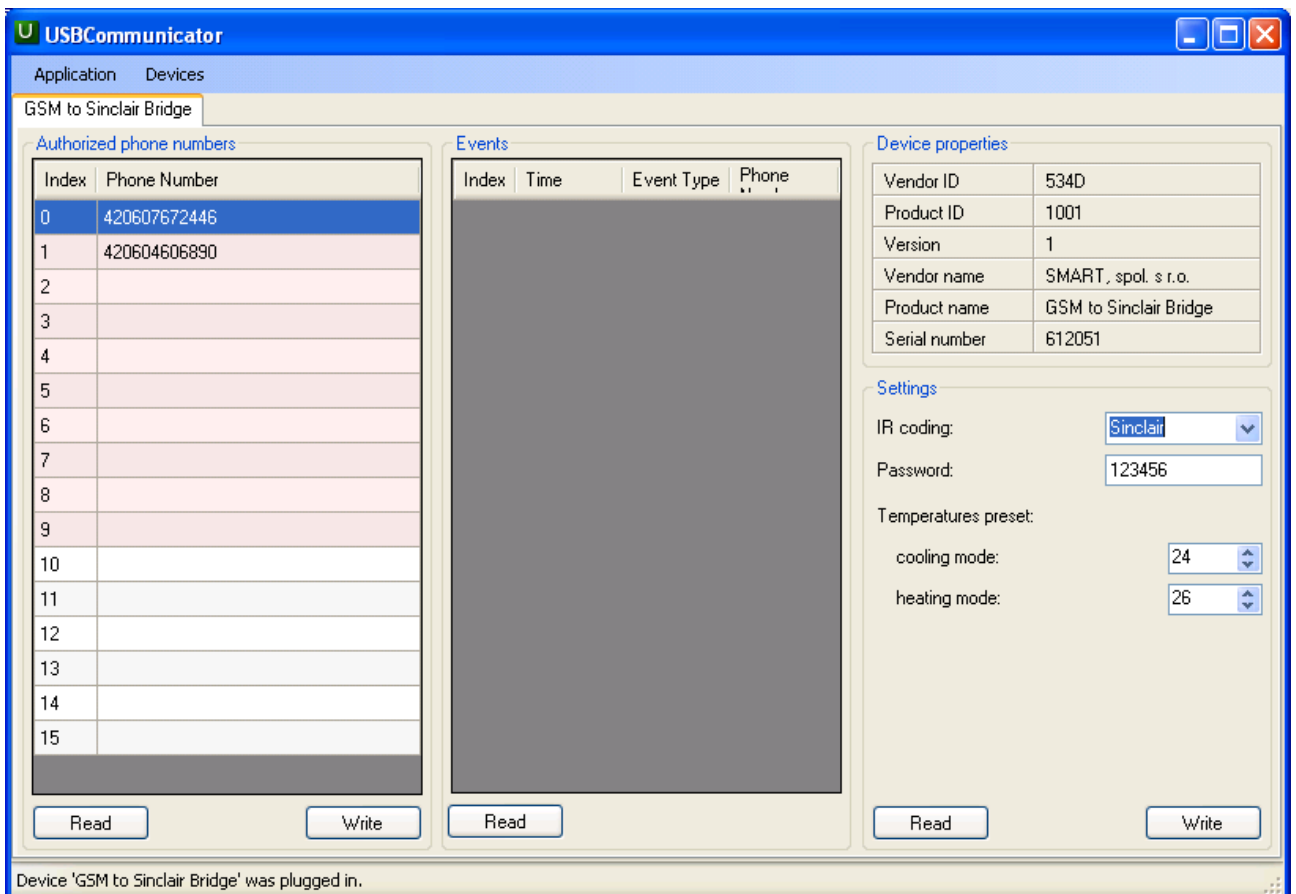 USBCommunicator
Application Devices
GSM to Sinclair Bridge
Authorized phone numbers
Index Phone Number
0 420607672446
1 420604606890
2
3
4
5
6
7
8
9
10
11
12
13
14
15
Read Write
Events
Index Time Event Type Phone
Read
Device properties
Vendor ID 534D
Product ID 1001
Version 1
Vendor name SMART, spol. s r.o.
Product name GSM to Sinclair Bridge
Serial number 612051
Settings
IR coding: Sinclair
Password: 123456
Temperatures preset:
cooling mode: 24
heating mode: 26
Read Write
Device 'GSM to Sinclair Bridge' was plugged in.